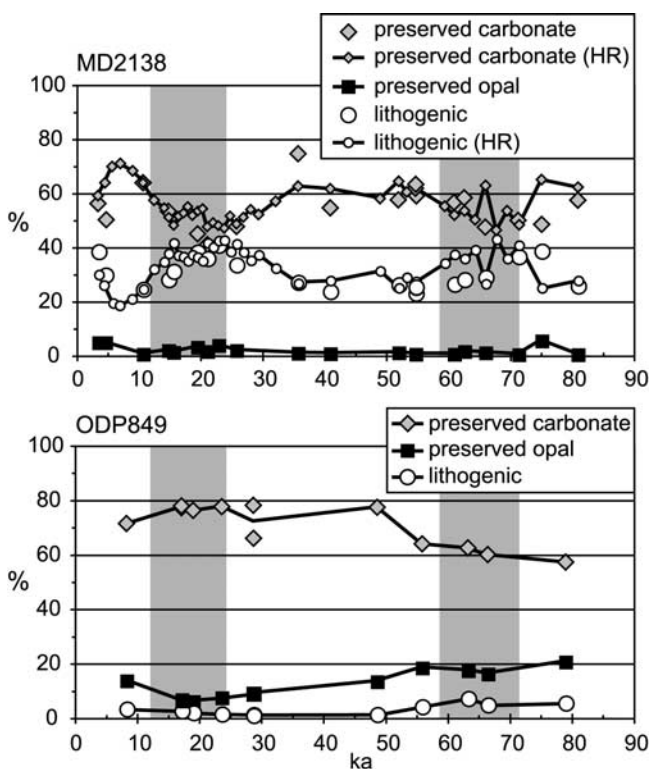 MD2138
preserved carbonate
preserved carbonate (HR)
preserved opal
lithogenic
lithogenic (HR)
100
80
60
%
40
20
0
0 10 20 30 40 50 60 70 80 90
ODP849
preserved carbonate
preserved opal
lithogenic
100
80
60
%
40
20
0
0 10 20 30 40 50 60 70 80 90
ka